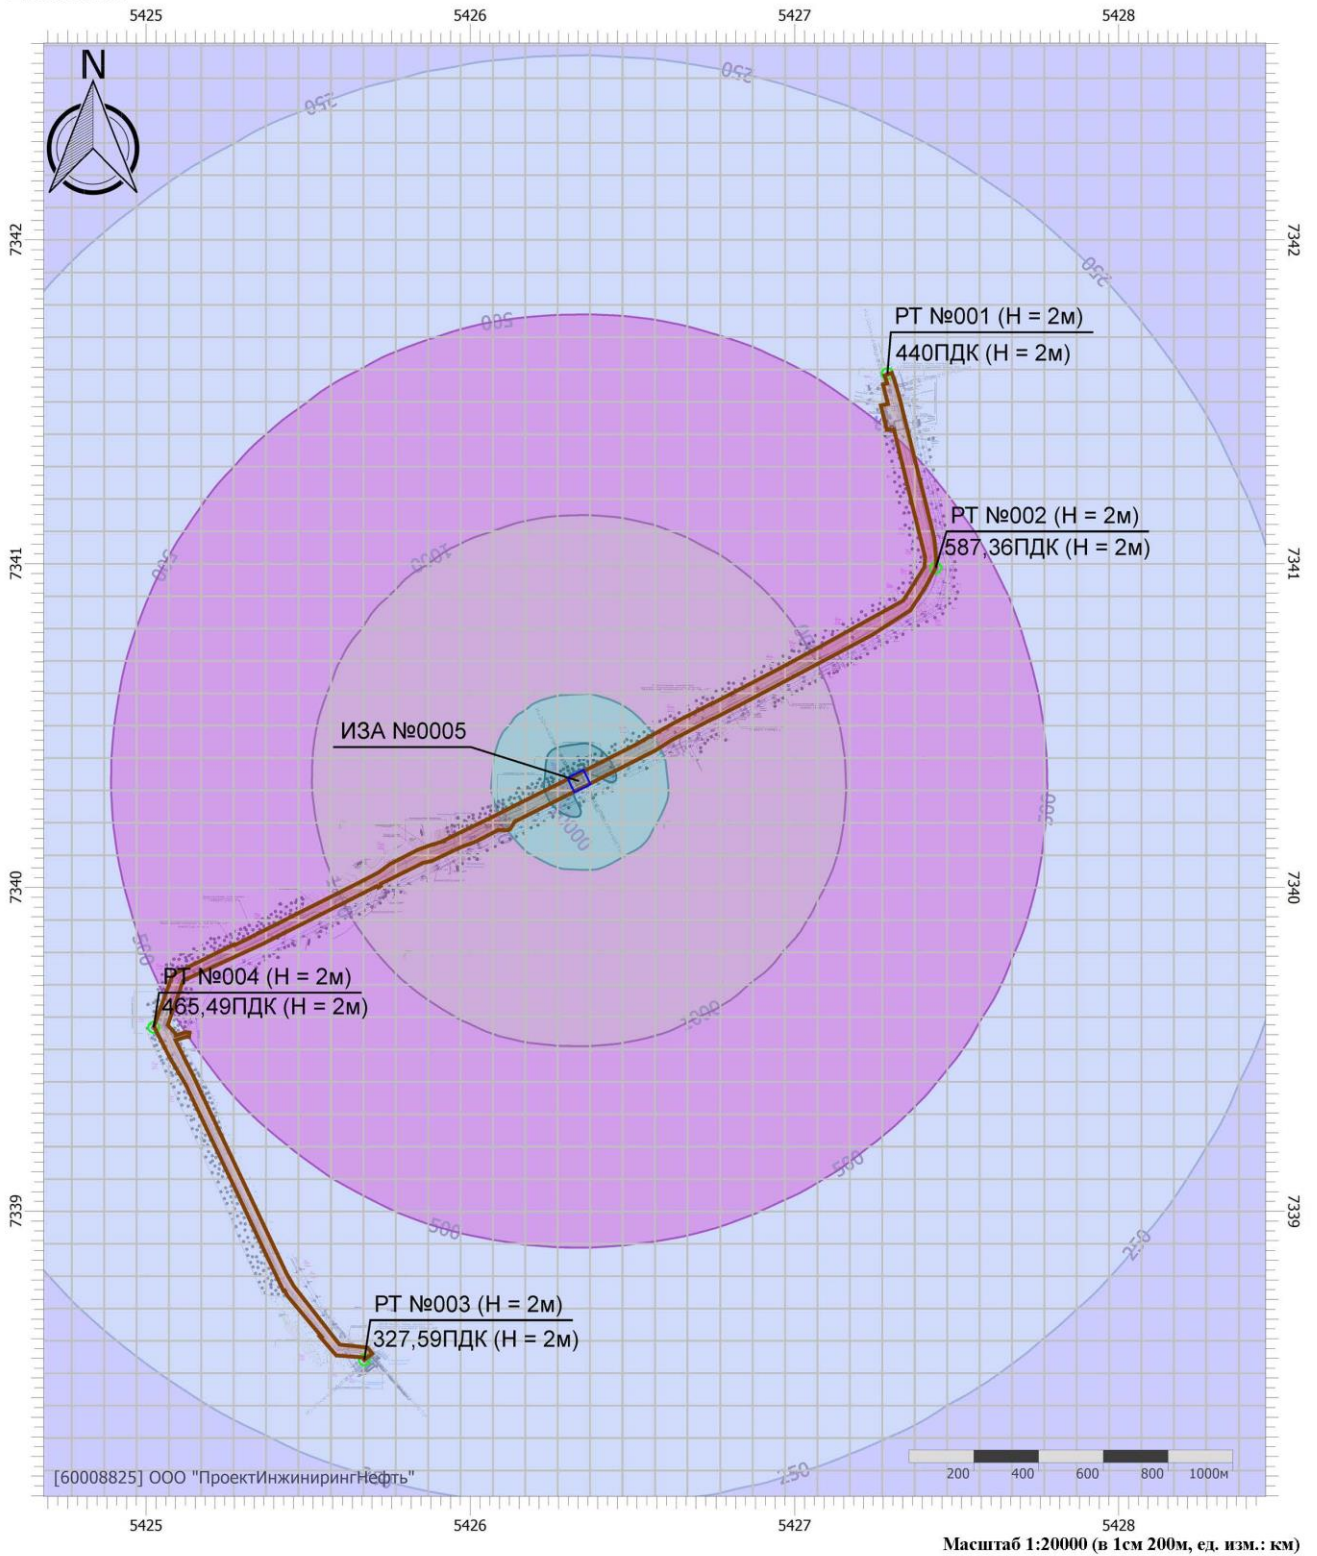 5425 5426 5427 5428
N
250
350
7342 7342
250
РТ №001 (Н = 2м)
500
440ПДК (Н = 2м)
РТ №002 (Н = 2м)
587,36ПДК (Н = 2м)
7341 7341
ИЗА №0005
500
7340 7340
500
РТ №004 (Н = 2м)
465,49ПДК (Н = 2м)
1000
500
7339 7339
500
250
РТ №003 (Н = 2м)
327,59ПДК (Н = 2м)
[60008825] ООО "ПроектИнжинирингНефть"
250
200 400 600 800 1000м
5425 5426 5427 5428
Масштаб 1:20000 (в 1см 200м, ед. изм.: км)